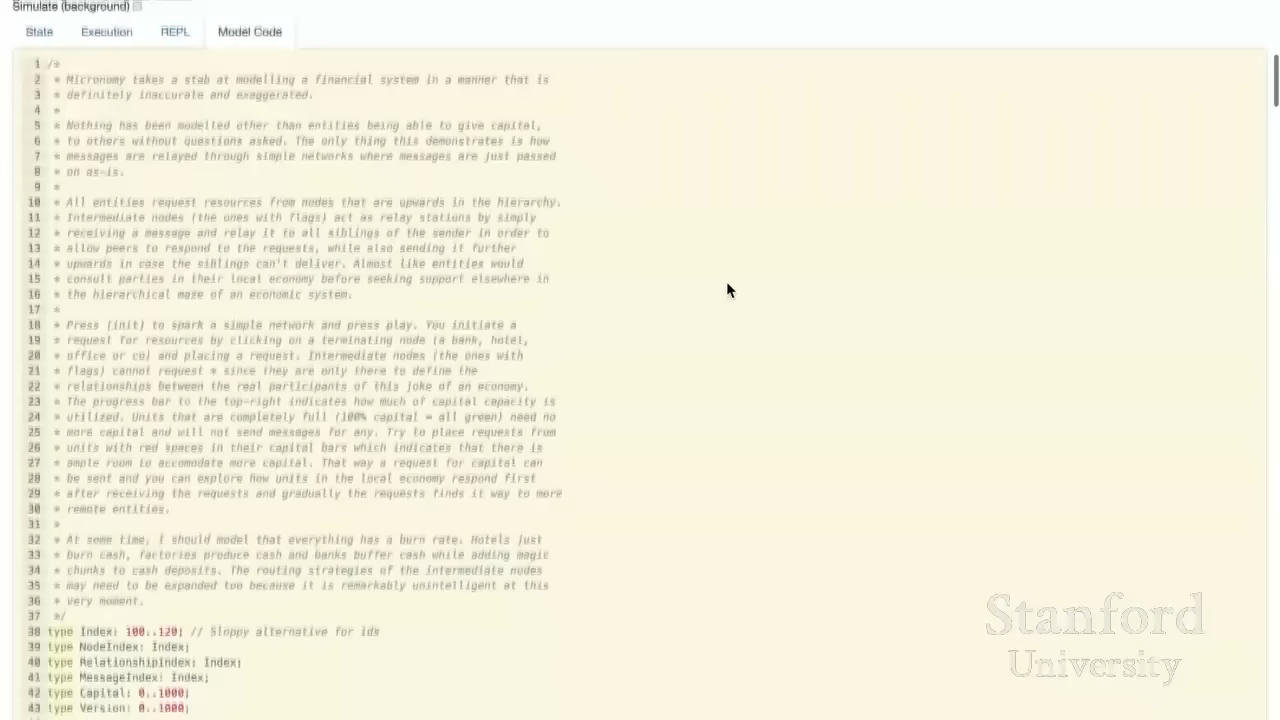 Simulate (background)
State Execution REPL Model Code
1 /*
2 * Micronomy takes a stab at modelling a financial system in a manner that is
3 * definitely inaccurate and exaggerated.
4 *
5 * Nothing has been modelled other than entities being able to give capital,
6 * to others without questions asked. The only thing this demonstrates is how
7 * messages are relayed through simple networks where messages are just passed
8 * on as-is.
9 *
10 * All entities request resources from nodes that are upwards in the hierarchy.
11 * Intermediate nodes (the ones with flags) act as relay stations by simply
12 * receiving a message and relay it to all siblings of the sender in order to
13 * allow peers to respond to the requests, while also sending it further
14 * upwards in case the siblings can't deliver. Almost like entities would
15 * consult parties in their local economy before seeking support elsewhere in
16 * the hierarchical maze of an economic system.
17 *
18 * Press (init) to spark a simple network and press play. You initiate a
19 * request for resources by clicking on a terminating node (a bank, hotel,
20 * office or co) and placing a request. Intermediate nodes (the ones with
21 * flags) cannot request * since they are only there to define the
22 * relationships between the real participants of this joke of an economy.
23 * The progress bar to the top-right indicates how much of capital capacity is
24 * utilized. Units that are completely full (100% capital = all green) need no
25 * more capital and will not send messages for any. Try to place requests from
26 * units with red spaces in their capital bars which indicates that there is
27 * ample room to accomodate more capital. That way a request for capital can
28 * be sent and you can explore how units in the local economy respond first
29 * after receiving the requests and gradually the requests finds it way to more
30 * remote entities.
31 *
32 * At some time, I should model that everything has a burn rate. Hotels just
33 * burn cash, factories produce cash and banks buffer cash while adding magic
34 * chunks to cash deposits. The routing strategies of the intermediate nodes
35 * may need to be expanded too because it is remarkably unintelligent at this
36 * very moment.
37 */
38 type Index: 100..120; // Sloppy alternative for ids
39 type NodeIndex: Index;
40 type RelationshipIndex: Index;
41 type MessageIndex: Index;
42 type Capital: 0..1000;
43 type Version: 0..1000;
Stanford
University